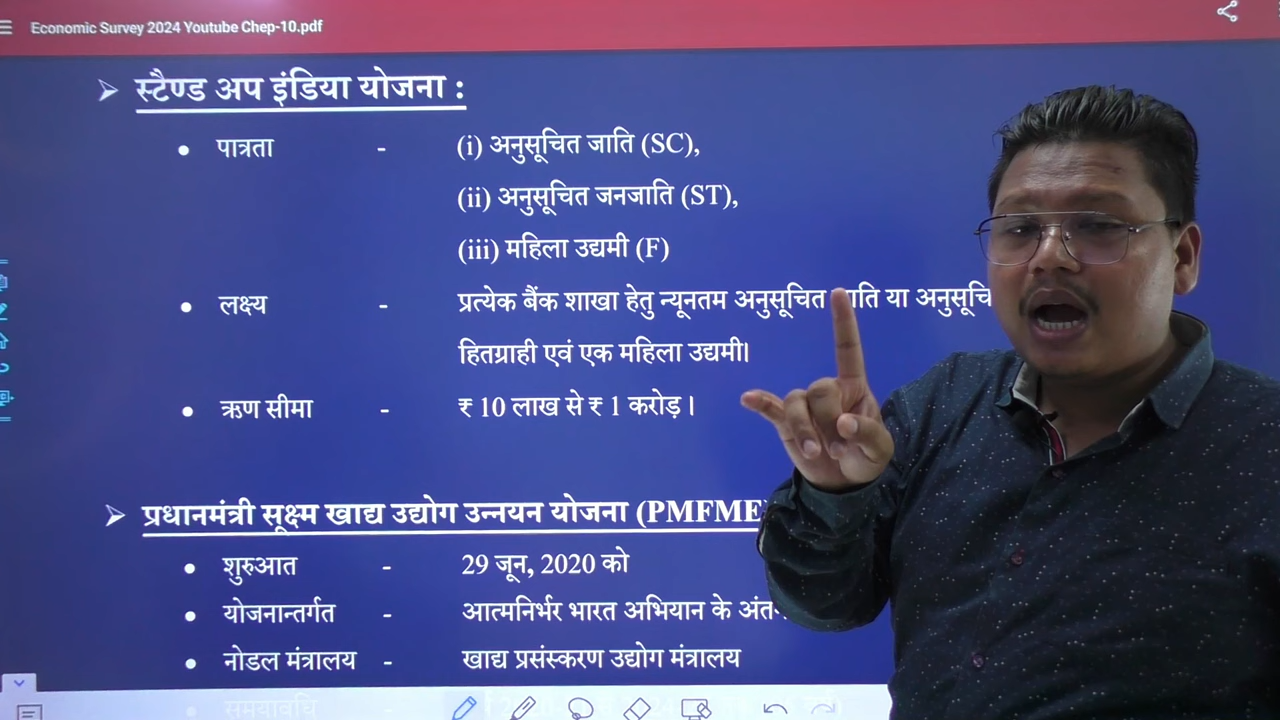 Economic Survey 2024 Youtube Chep-10.pdf
➢ स्टैण्ड अप इंडिया योजना :
• पात्रता - (i) अनुसूचित जाति (SC),
(ii) अनुसूचित जनजाति (ST),
(iii) महिला उद्यमी (F)
• लक्ष्य - प्रत्येक बैंक शाखा हेतु न्यूनतम अनुसूचित जाति या
हितग्राही एवं एक महिला उद्यमी।
• ऋण सीमा - ₹ 10 लाख से ₹ 1 करोड़।
➢ प्रधानमंत्री सूक्ष्म खाद्य उद्योग उन्नयन योजना (PMFME
• शुरुआत - 29 जून, 2020 को
• योजनान्तर्गत - आत्मनिर्भर भारत अभियान के
• नोडल मंत्रालय - खाद्य प्रसंस्करण उद्योग मंत्रालय
• समयावधि -